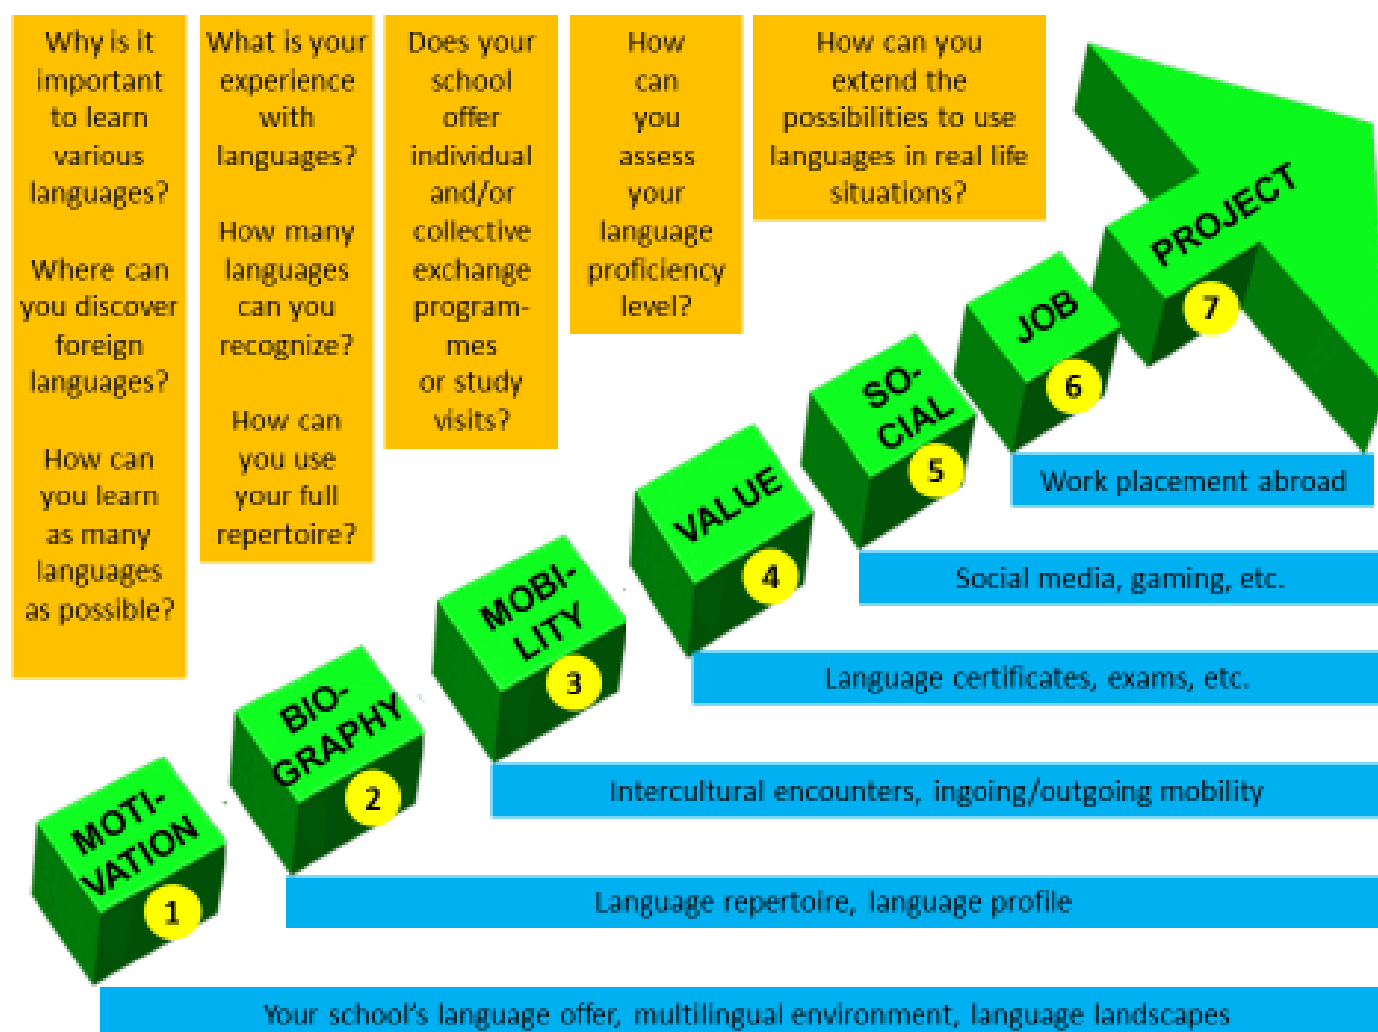 Why is it
important
to learn
various
languages?
Where can
you discover
foreign
languages?
How can
you learn
as many
languages
as possible?
What is your
experience
with
languages?
How many
languages
can you
recognize?
How can
you use
your full
repertoire?
Does your
school
offer
individual
and/or
collective
exchange
program-
mes
or study
visits?
How
can
you
assess
your
language
proficiency
level?
How can you
extend the
possibilities to use
languages in real life
situations?
PROJECT
7
JOB
6
Work placement abroad
SO-
CIAL
5
Social media, gaming, etc.
VALUE
4
Language certificates, exams, etc.
MOBI-
LITY
3
Intercultural encounters, ingoing/outgoing mobility
BIO-
GRAPHY
2
Language repertoire, language profile
MOTI-
VATION
1
Your school's language offer, multilingual environment, language landscapes